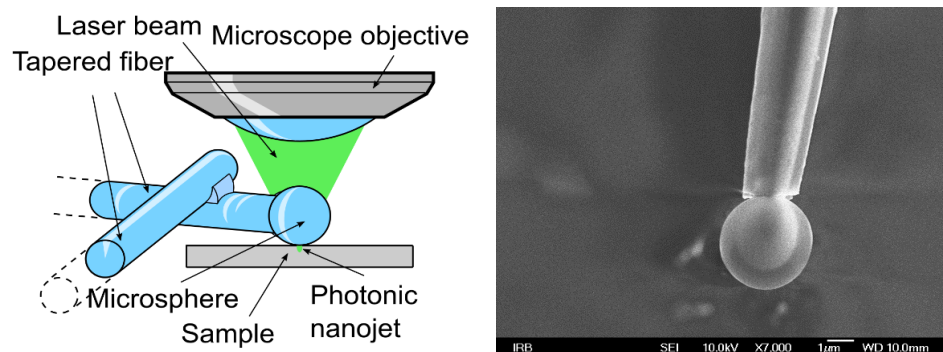 Laser beam
Microscope objective
Tapered fiber
Microsphere
Photonic
nanojet
Sample
IRB SEI 10.0kV X7,000 1μm WD 10.0mm